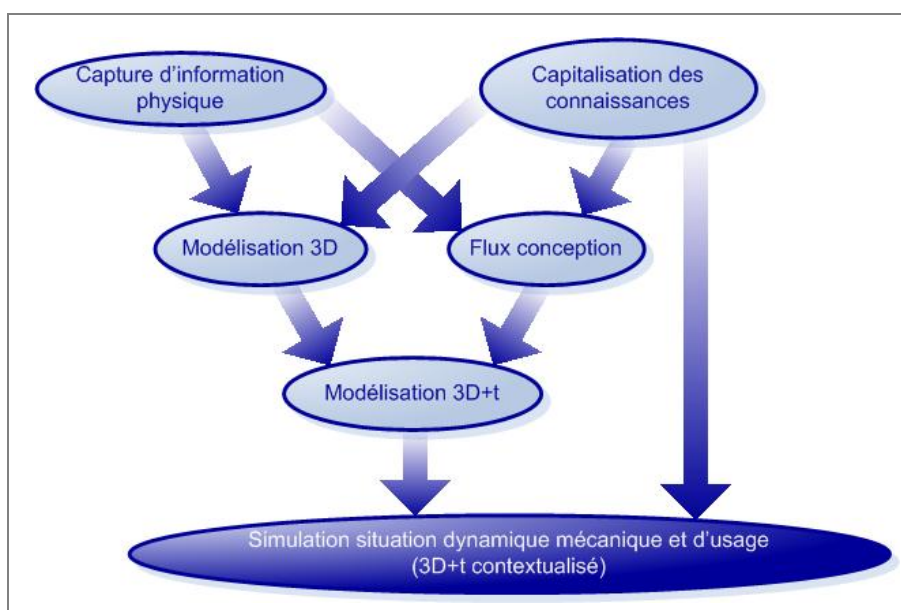 Capture d'information
physique
Capitalisation des
connaissances
Modélisation 3D
Flux conception
Modélisation 3D+t
Simulation situation dynamique mécanique et d'usage
(3D+t contextualisé)